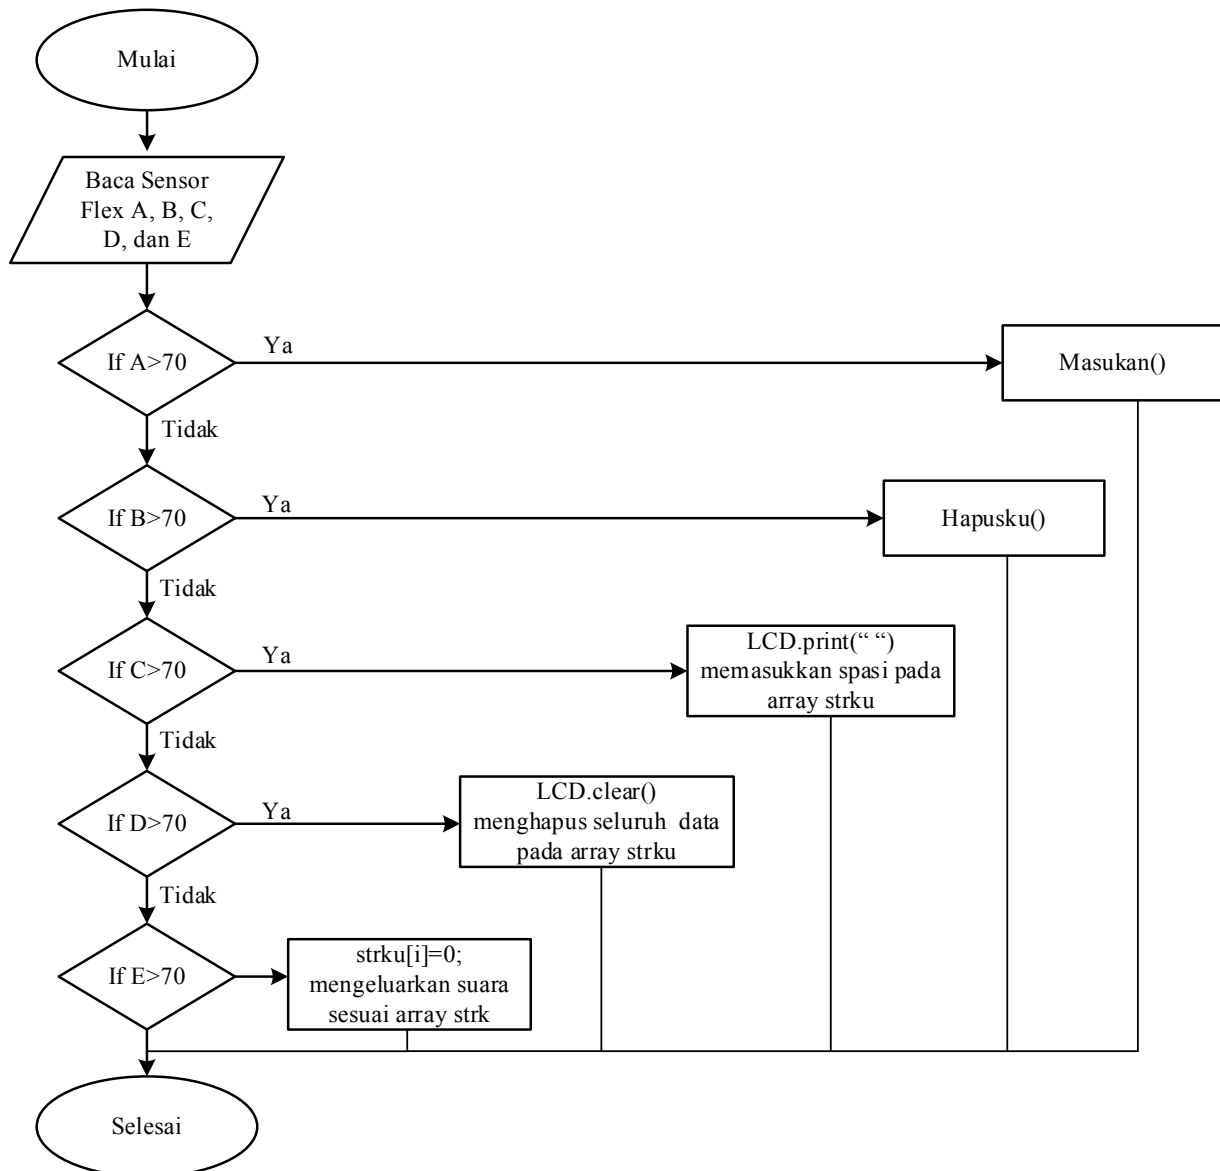 Mulai
Baca Sensor
Flex A, B, C,
D, dan E
If A>70
Ya
Masukan()
Tidak
If B>70
Ya
Hapusku()
Tidak
If C>70
Ya
LCD.print(“ “)
memasukkan spasi pada
array strku
Tidak
If D>70
Ya
LCD.clear()
menghapus seluruh data
pada array strku
Tidak
If E>70
strku[i]=0;
mengeluarkan suara
sesuai array strk
Selesai